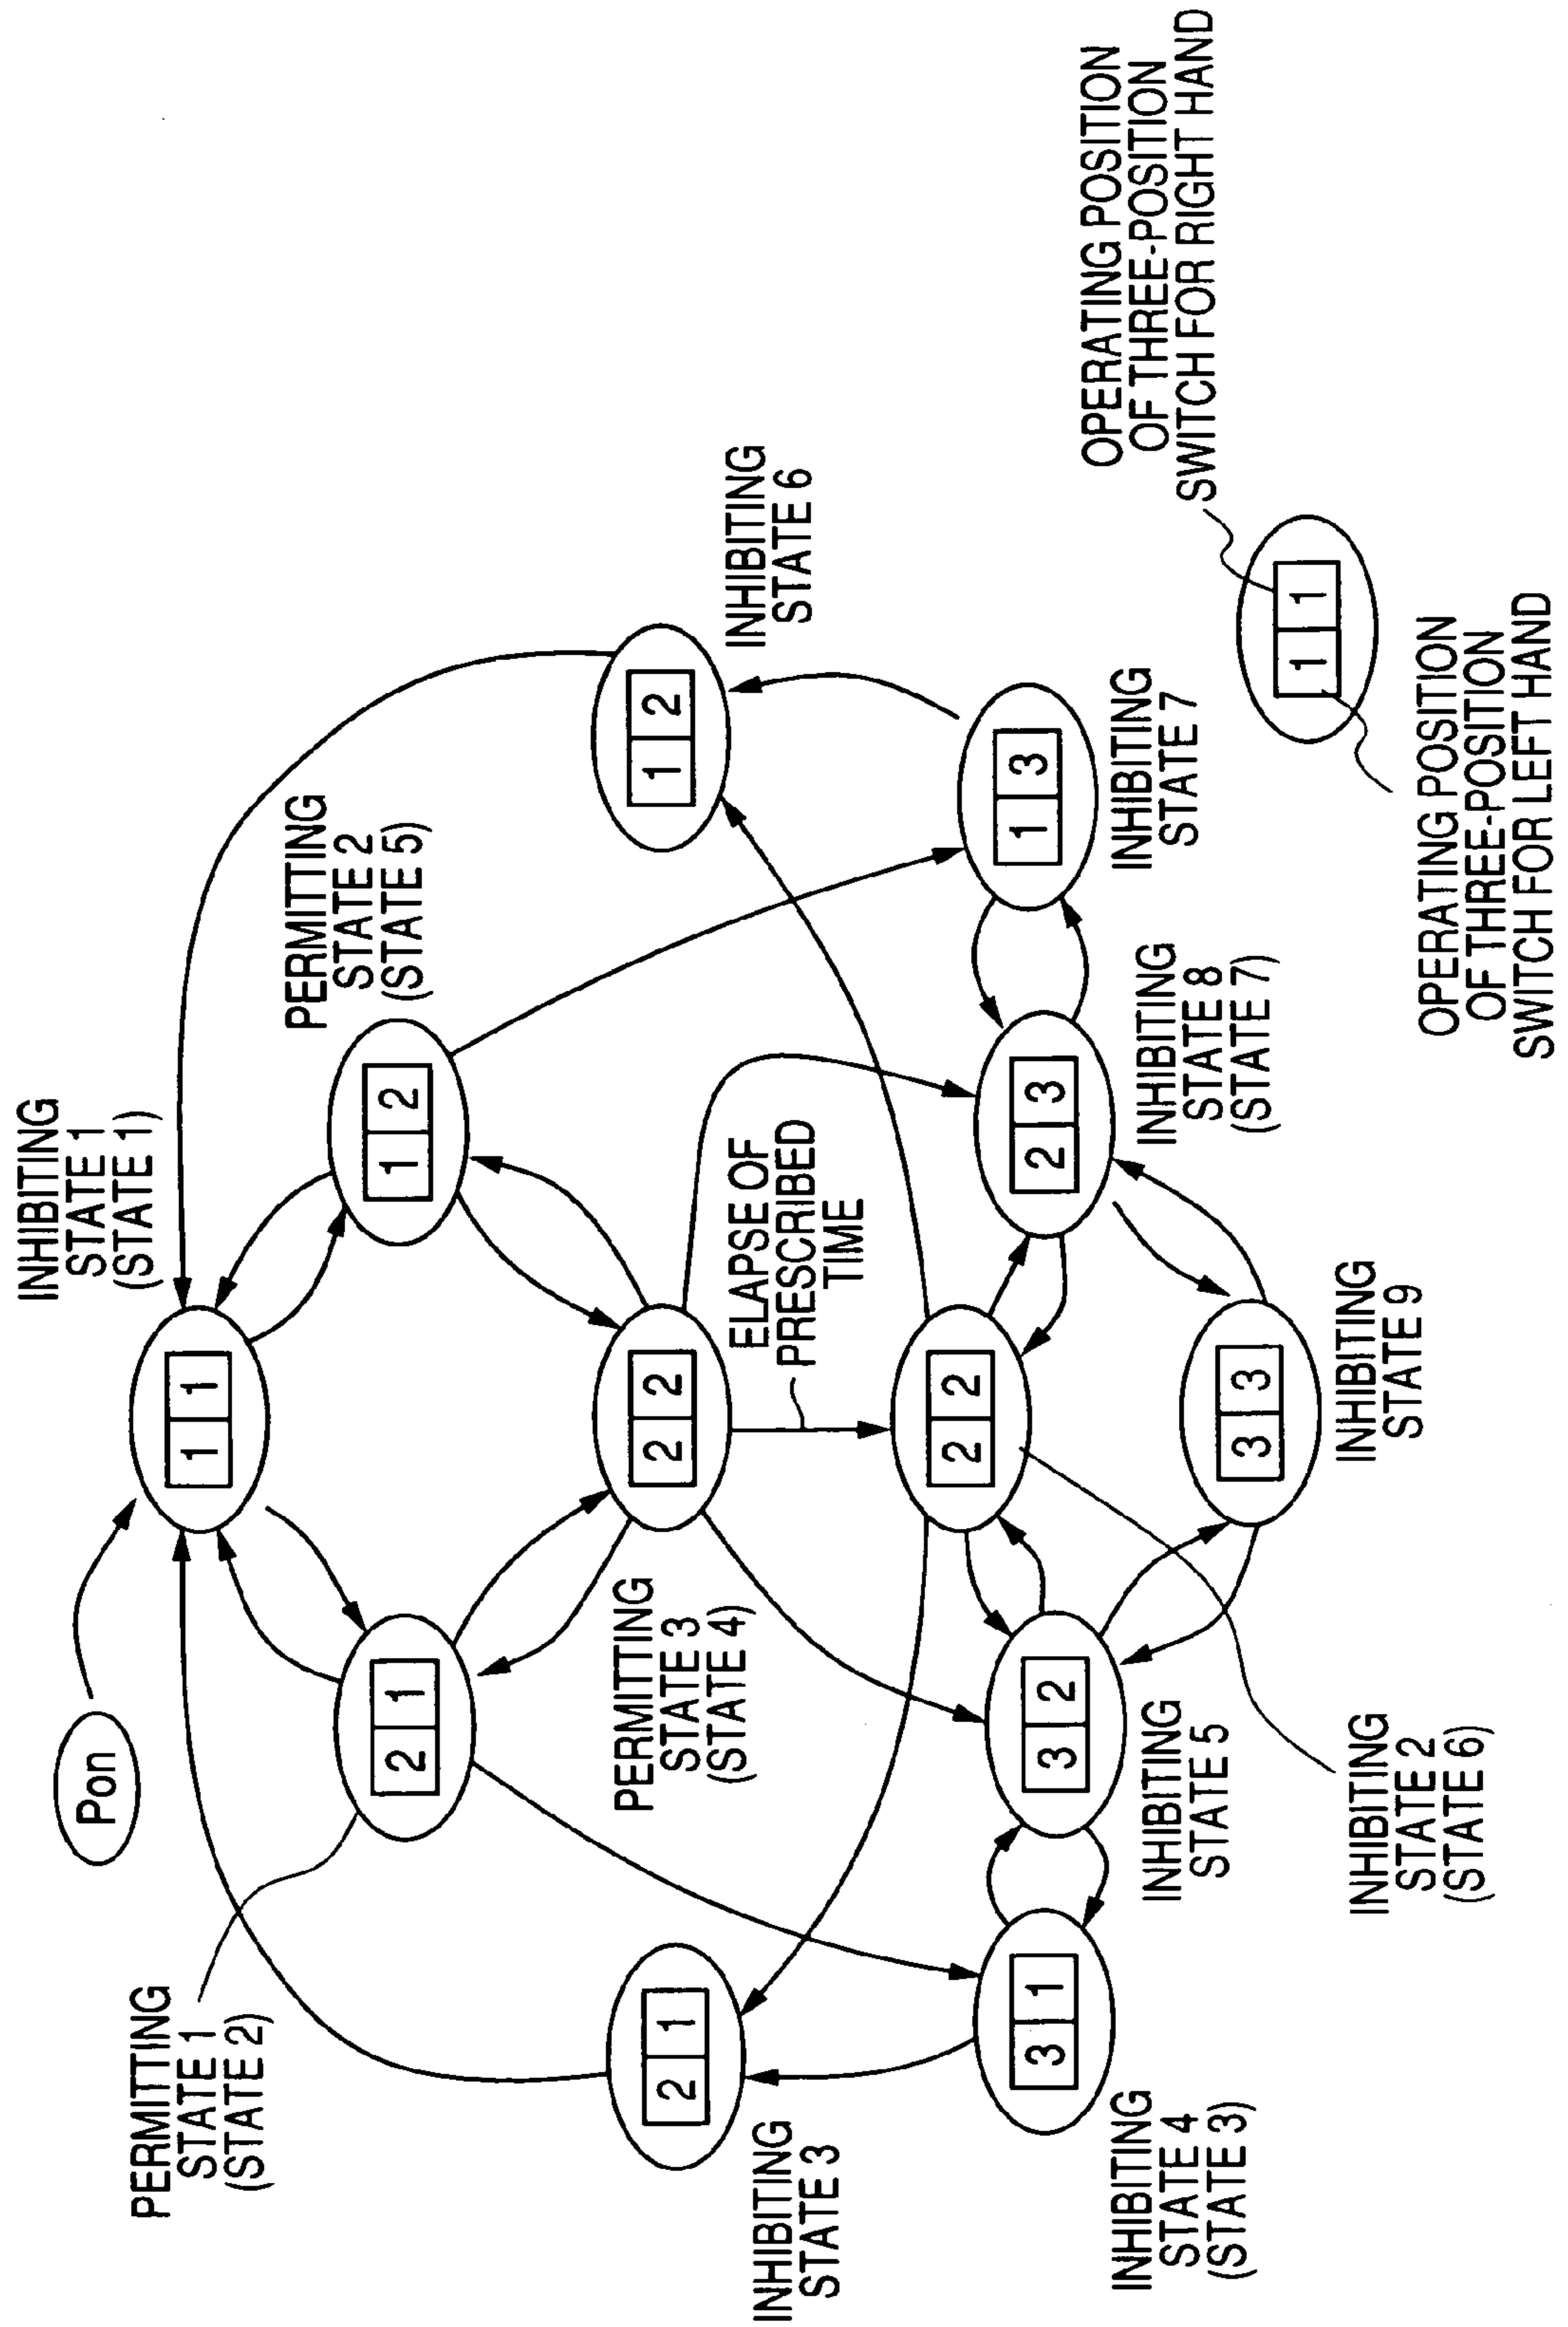 INHIBITING
STATE 1
(STATE 1)
Pon
1 1
PERMITTING
STATE 1
(STATE 2)
2 1
PERMITTING
STATE 2
(STATE 5)
1 2
INHIBITING
STATE 3
2 1
PERMITTING
STATE 3
(STATE 4)
2 2
INHIBITING
STATE 6
1 2
ELAPSE OF
PRESCRIBED
TIME
2 2
INHIBITING
STATE 2
(STATE 6)
INHIBITING
STATE 4
(STATE 3)
3 1
INHIBITING
STATE 5
3 2
INHIBITING
STATE 8
(STATE 7)
2 3
INHIBITING
STATE 7
1 3
INHIBITING
STATE 9
3 3
OPERATING POSITION
OF THREE-POSITION
SWITCH FOR RIGHT HAND
1 1
OPERATING POSITION
OF THREE-POSITION
SWITCH FOR LEFT HAND